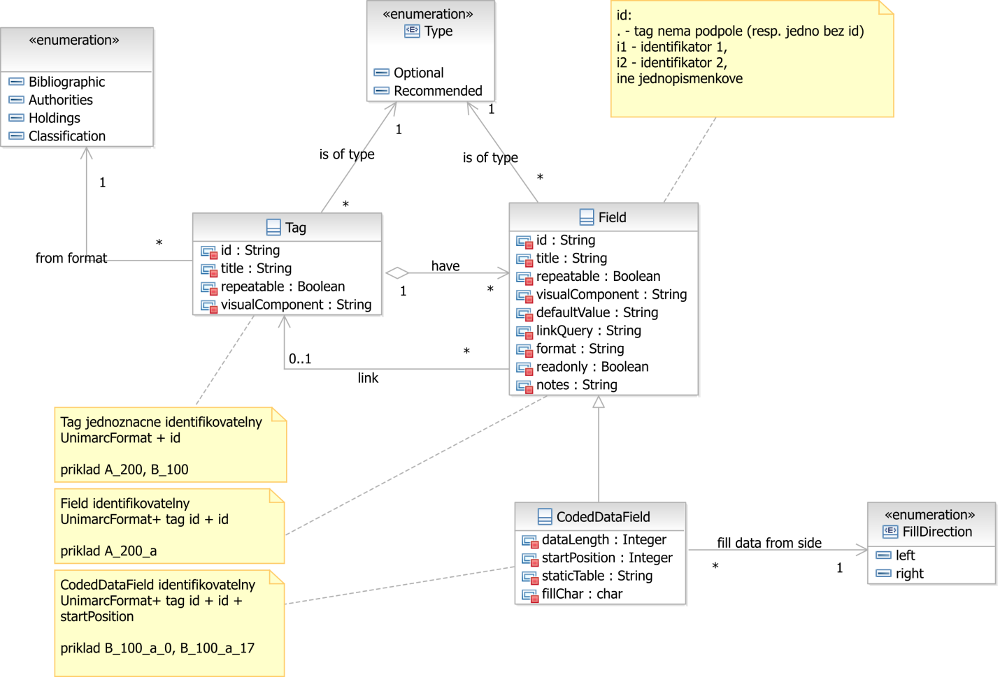 «enumeration»
Bibliographic
Authorities
Holdings
Classification
«enumeration»
Type
Optional
Recommended
id:
. - tag nema podpole (resp. jedno bez id)
i1 - identifikator 1,
i2 - identifikator 2,
ine jednopismenkove
1
is of type
*
1
is of type
*
1
from format
*
Tag
id : String
title : String
repeatable : Boolean
visualComponent : String
have
1
*
Field
id : String
title : String
repeatable : Boolean
visualComponent : String
defaultValue : String
linkQuery : String
format : String
readonly : Boolean
notes : String
0..1
*
link
Tag jednoznacne identifikovatelny
UnimarcFormat + id
priklad A_200, B_100
Field identifikovatelny
UnimarcFormat+ tag id + id
priklad A_200_a
CodedDataField identifikovatelny
UnimarcFormat+ tag id + id +
startPosition
priklad B_100_a_0, B_100_a_17
CodedDataField
dataLength : Integer
startPosition : Integer
staticTable : String
fillChar : char
fill data from side
*
1
«enumeration»
FillDirection
left
right